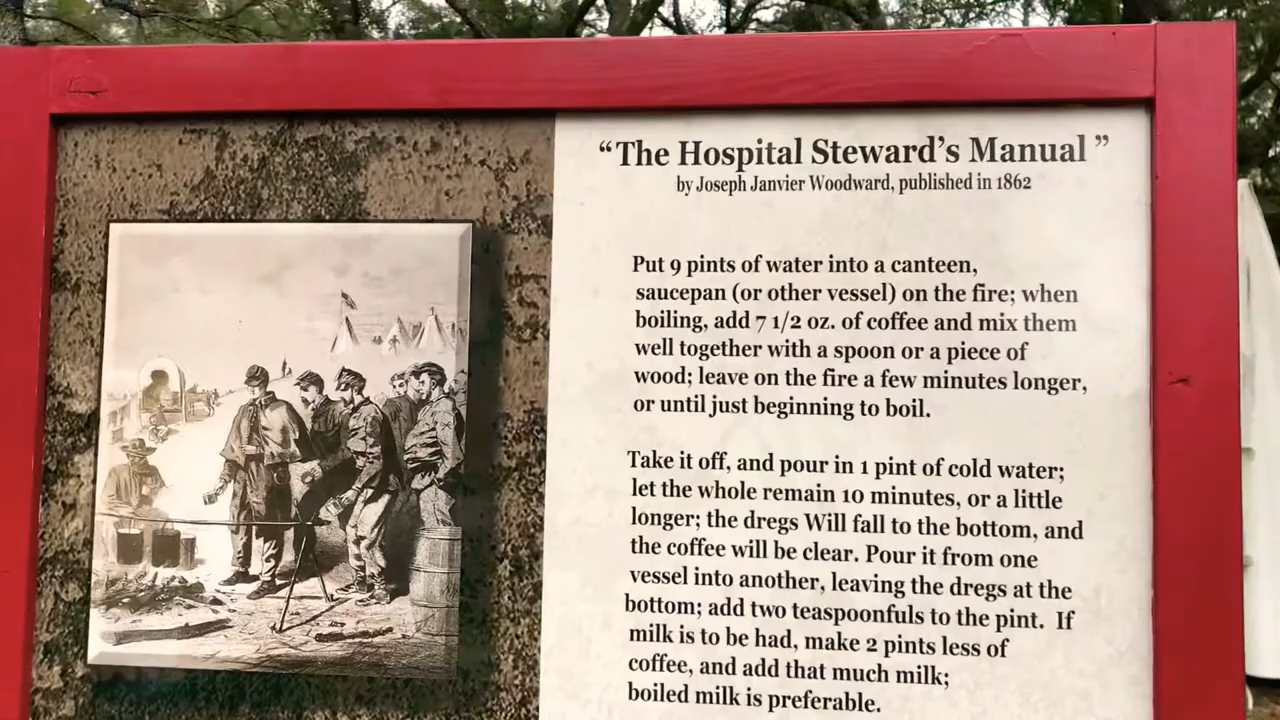 “The Hospital Steward’s Manual ”
by Joseph Janvier Woodward, published in 1862
Put 9 pints of water into a canteen,
saucepan (or other vessel) on the fire; when
boiling, add 7 1/2 oz. of coffee and mix them
well together with a spoon or a piece of
wood; leave on the fire a few minutes longer,
or until just beginning to boil.
Take it off, and pour in 1 pint of cold water;
let the whole remain 10 minutes, or a little
longer; the dregs Will fall to the bottom, and
the coffee will be clear. Pour it from one
vessel into another, leaving the dregs at the
bottom; add two teaspoonfuls to the pint. If
milk is to be had, make 2 pints less of
coffee, and add that much milk;
boiled milk is preferable.